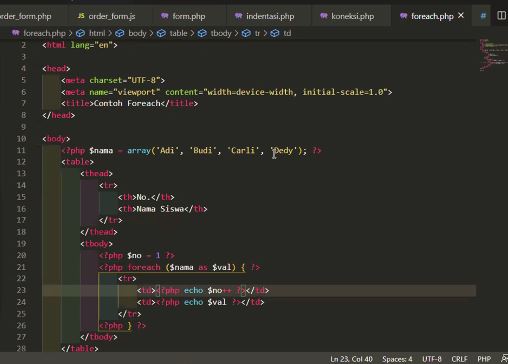 rder.php
order_form.js
form.php
indentasi.php
koneksi.php
foreach.php
foreach.php > html > body > table > tbody > tr > td
2 <html lang="en">
3
4 <head>
5 <meta charset="UTF-8">
6 <meta name="viewport" content="width=device-width, initial-scale=1.0">
7 <title>Contoh Foreach</title>
8 </head>
9
10 <body>
11 <?php $nama = array('Adi', 'Budi', 'Carli', 'Dedy'); ?>
12 <table>
13 <thead>
14 <tr>
15 <th>No.</th>
16 <th>Nama Siswa</th>
17 </tr>
18 </thead>
19 <tbody>
20 <?php $no = 1 ?>
21 <?php foreach ($nama as $val) { ?>
22 <tr>
23 <td><?php echo $no++ ?></td>
24 <td><?php echo $val ?></td>
25 </tr>
26 <?php } ?>
27 </tbody>
28 </table>
Ln 23, Col 40 Spaces: 4 UTF-8 CRLF PHP